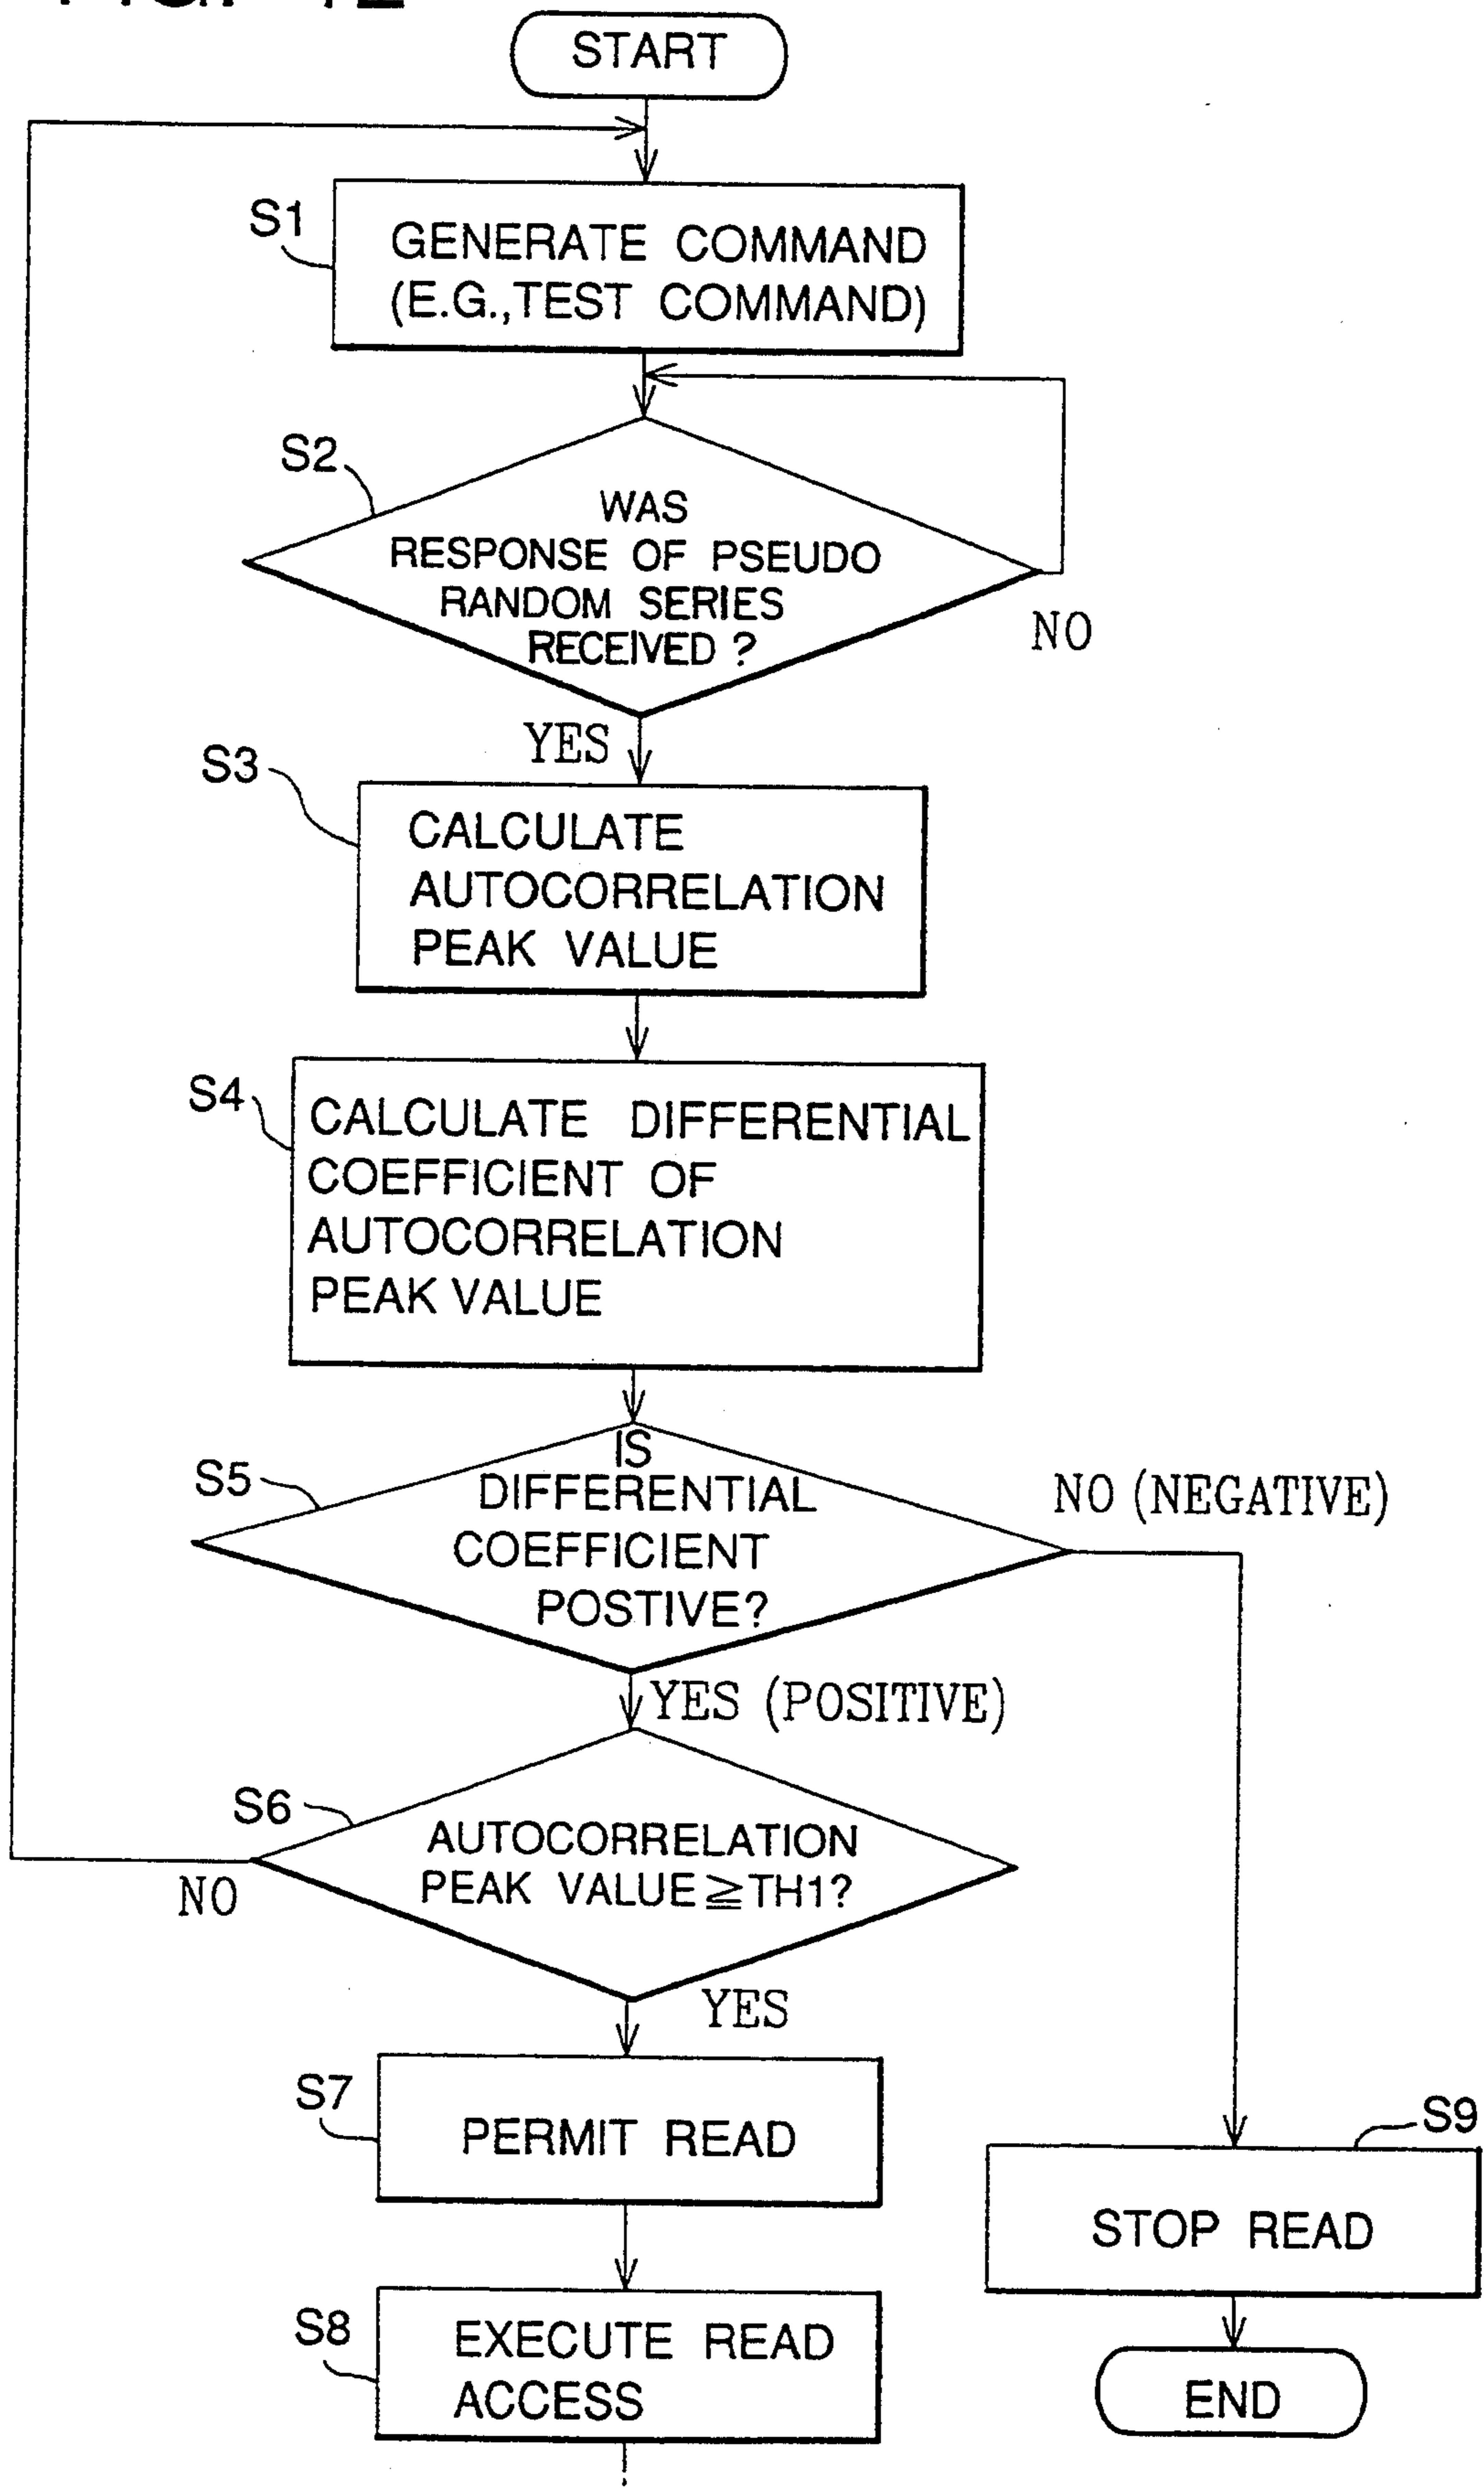 START
S1
GENERATE COMMAND
(E.G.,TEST COMMAND)
S2
WAS
RESPONSE OF PSEUDO
RANDOM SERIES
RECEIVED ?
NO
YES
S3
CALCULATE
AUTOCORRELATION
PEAK VALUE
S4
CALCULATE DIFFERENTIAL
COEFFICIENT OF
AUTOCORRELATION
PEAK VALUE
S5
IS
DIFFERENTIAL
COEFFICIENT
POSTIVE?
NO (NEGATIVE)
YES (POSITIVE)
S6
AUTOCORRELATION
PEAK VALUE≧TH1?
NO
YES
S7
PERMIT READ
S9
STOP READ
S8
EXECUTE READ
ACCESS
END